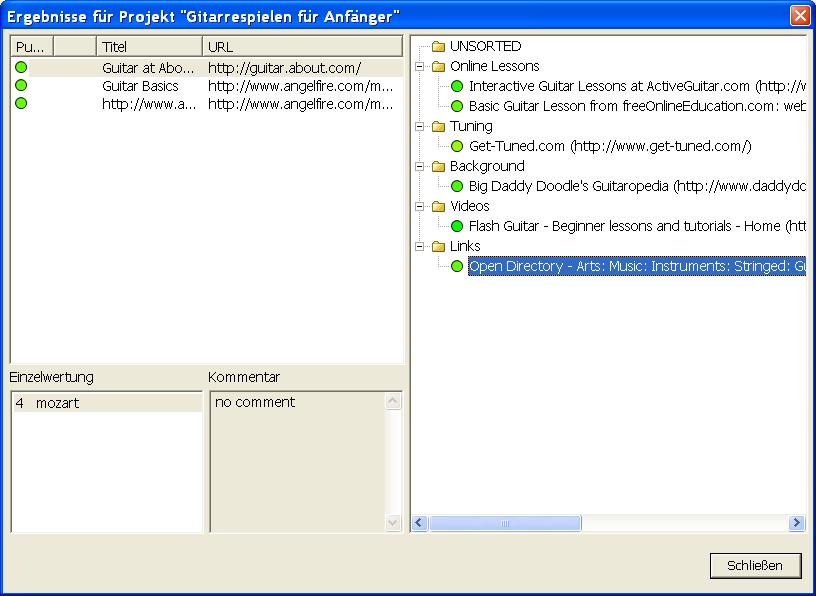 Ergebnisse für Projekt "Gitarrespielen für Anfänger"
Pu... Titel URL
Guitar at Abo... http://guitar.about.com/
Guitar Basics http://www.angelfire.com/m...
http://www.a... http://www.angelfire.com/m...
Einzelwertung
4 mozart
Kommentar
no comment
UNSORTED
Online Lessons
Interactive Guitar Lessons at ActiveGuitar.com (http://w
Basic Guitar Lesson from freeOnlineEducation.com: web
Tuning
Get-Tuned.com (http://www.get-tuned.com/)
Background
Big Daddy Doodle's Guitaropedia (http://www.daddydo
Videos
Flash Guitar - Beginner lessons and tutorials - Home (htt
Links
Open Directory - Arts: Music: Instruments: Stringed: Gu
Schließen